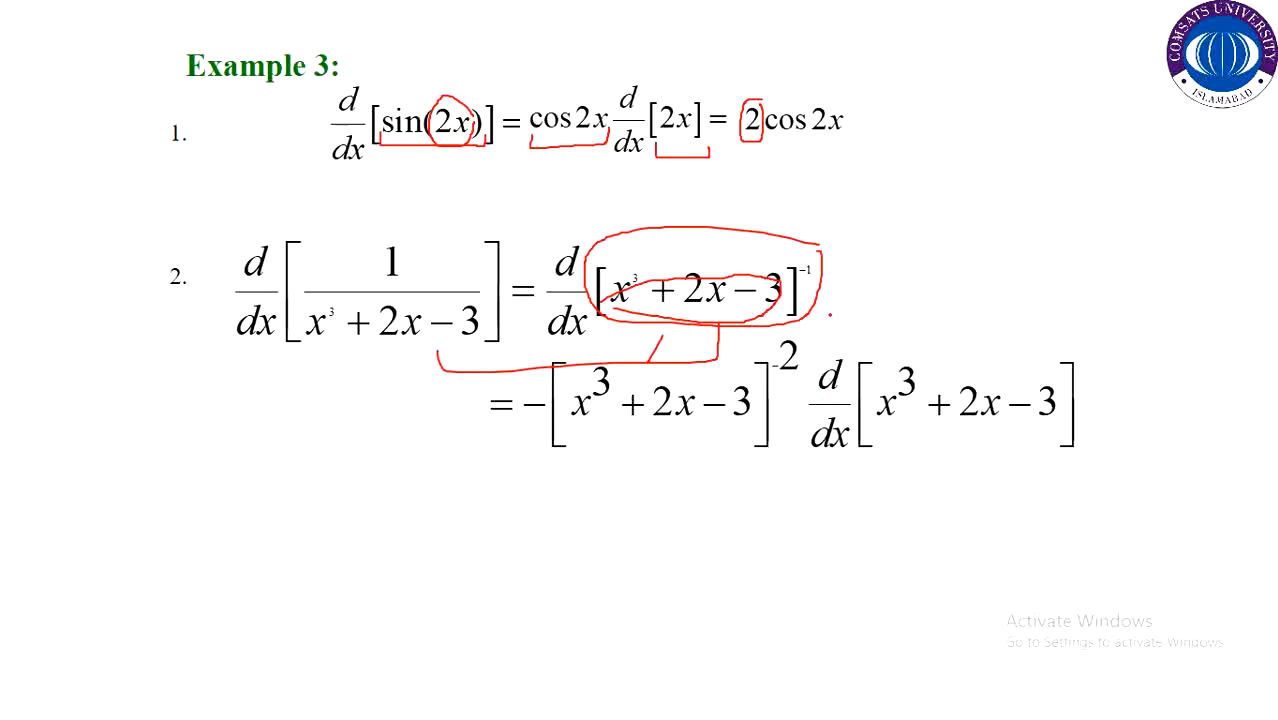 COMSATS UNIVERSITY
ISLAMABAD
Example 3:
1. d/dx [sin(2x)] = cos 2x d/dx [2x] = 2 cos 2x
2. d/dx [1/(x³ + 2x − 3)] = d/dx [x³ + 2x − 3]⁻¹
= −[x³ + 2x − 3]⁻² d/dx [x³ + 2x − 3]
Activate Windows
Go to Settings to activate Windows